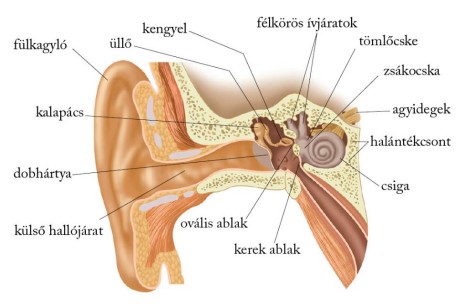 kengyel
félkörös ívjáratok
fülkagyló
üllő
tömlőcske
zsákocska
kalapács
agyidegek
halántékcsont
dobhártya
csiga
külső hallójárat
ovális ablak
kerek ablak